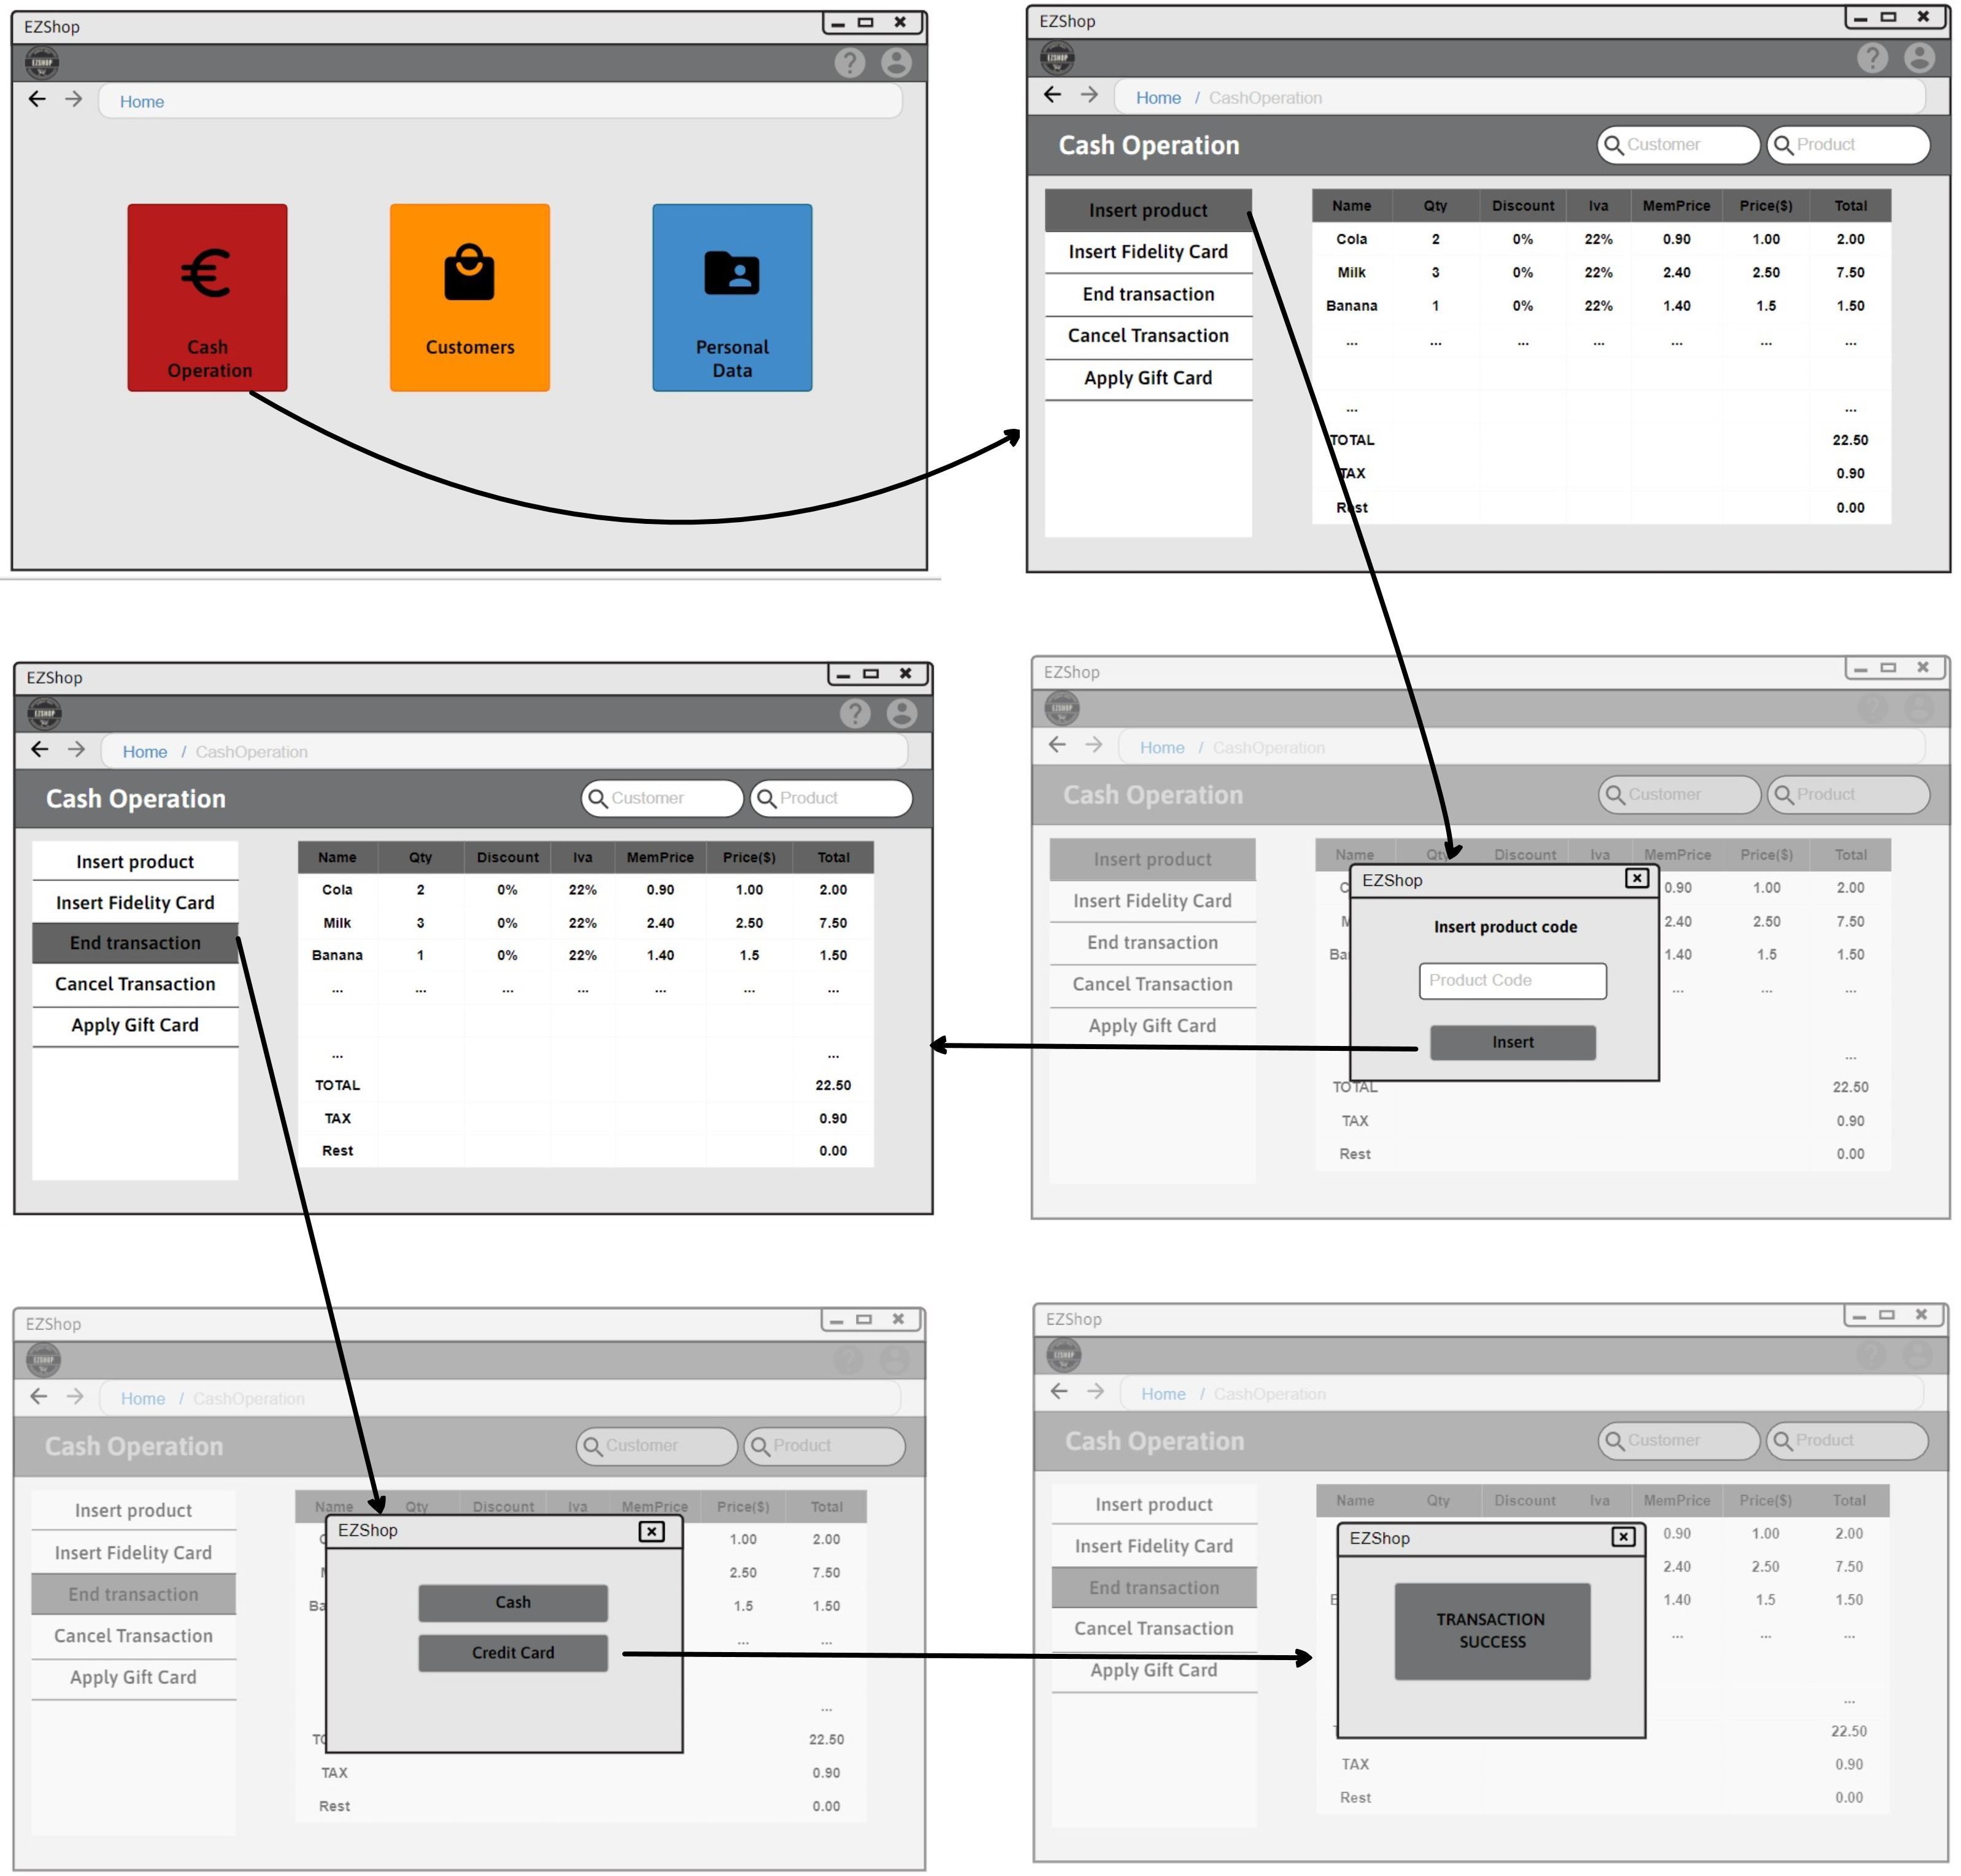 EZShop
EZSHOP
Home
Cash
Operation
Customers
Personal
Data
EZShop
EZSHOP
Home / CashOperation
Cash Operation Customer Product
Insert product
Insert Fidelity Card
End transaction
Cancel Transaction
Apply Gift Card
Name Qty Discount Iva MemPrice Price($) Total
Cola 2 0% 22% 0.90 1.00 2.00
Milk 3 0% 22% 2.40 2.50 7.50
Banana 1 0% 22% 1.40 1.5 1.50
... ... ... ... ... ... ...
... ...
TOTAL 22.50
TAX 0.90
Rest 0.00
EZShop
EZSHOP
Home / CashOperation
Cash Operation Customer Product
Insert product
Insert Fidelity Card
End transaction
Cancel Transaction
Apply Gift Card
Name Qty Discount Iva MemPrice Price($) Total
Cola 2 0% 22% 0.90 1.00 2.00
Milk 3 0% 22% 2.40 2.50 7.50
Banana 1 0% 22% 1.40 1.5 1.50
... ... ... ... ... ... ...
... ...
TOTAL 22.50
TAX 0.90
Rest 0.00
EZShop
EZSHOP
Home / CashOperation
Cash Operation Customer Product
Insert product
Insert Fidelity Card
End transaction
Cancel Transaction
Apply Gift Card
Name Qty Discount Iva MemPrice Price($) Total
0.90 1.00 2.00
2.40 2.50 7.50
1.40 1.5 1.50
... ... ...
...
TOTAL 22.50
TAX 0.90
Rest 0.00
EZShop
Insert product code
Product Code
Insert
EZShop
EZSHOP
Home / CashOperation
Cash Operation Customer Product
Insert product
Insert Fidelity Card
End transaction
Cancel Transaction
Apply Gift Card
Name Qty Discount Iva MemPrice Price($) Total
1.00 2.00
2.50 7.50
1.5 1.50
... ...
...
22.50
TAX 0.90
Rest 0.00
EZShop
Cash
Credit Card
EZShop
EZSHOP
Home / CashOperation
Cash Operation Customer Product
Insert product
Insert Fidelity Card
End transaction
Cancel Transaction
Apply Gift Card
Name Qty Discount Iva MemPrice Price($) Total
0.90 1.00 2.00
2.40 2.50 7.50
1.40 1.5 1.50
... ... ...
...
22.50
TAX 0.90
Rest 0.00
EZShop
TRANSACTION
SUCCESS